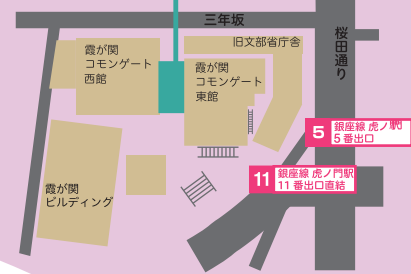 三年坂
桜田通り
旧文部省庁舎
霞が関
コモンゲート
西館
霞が関
コモンゲート
東館
5
銀座線 虎ノ駅
5番出口
11
銀座線 虎ノ門駅
11番出口直結
霞が関
ビルディング